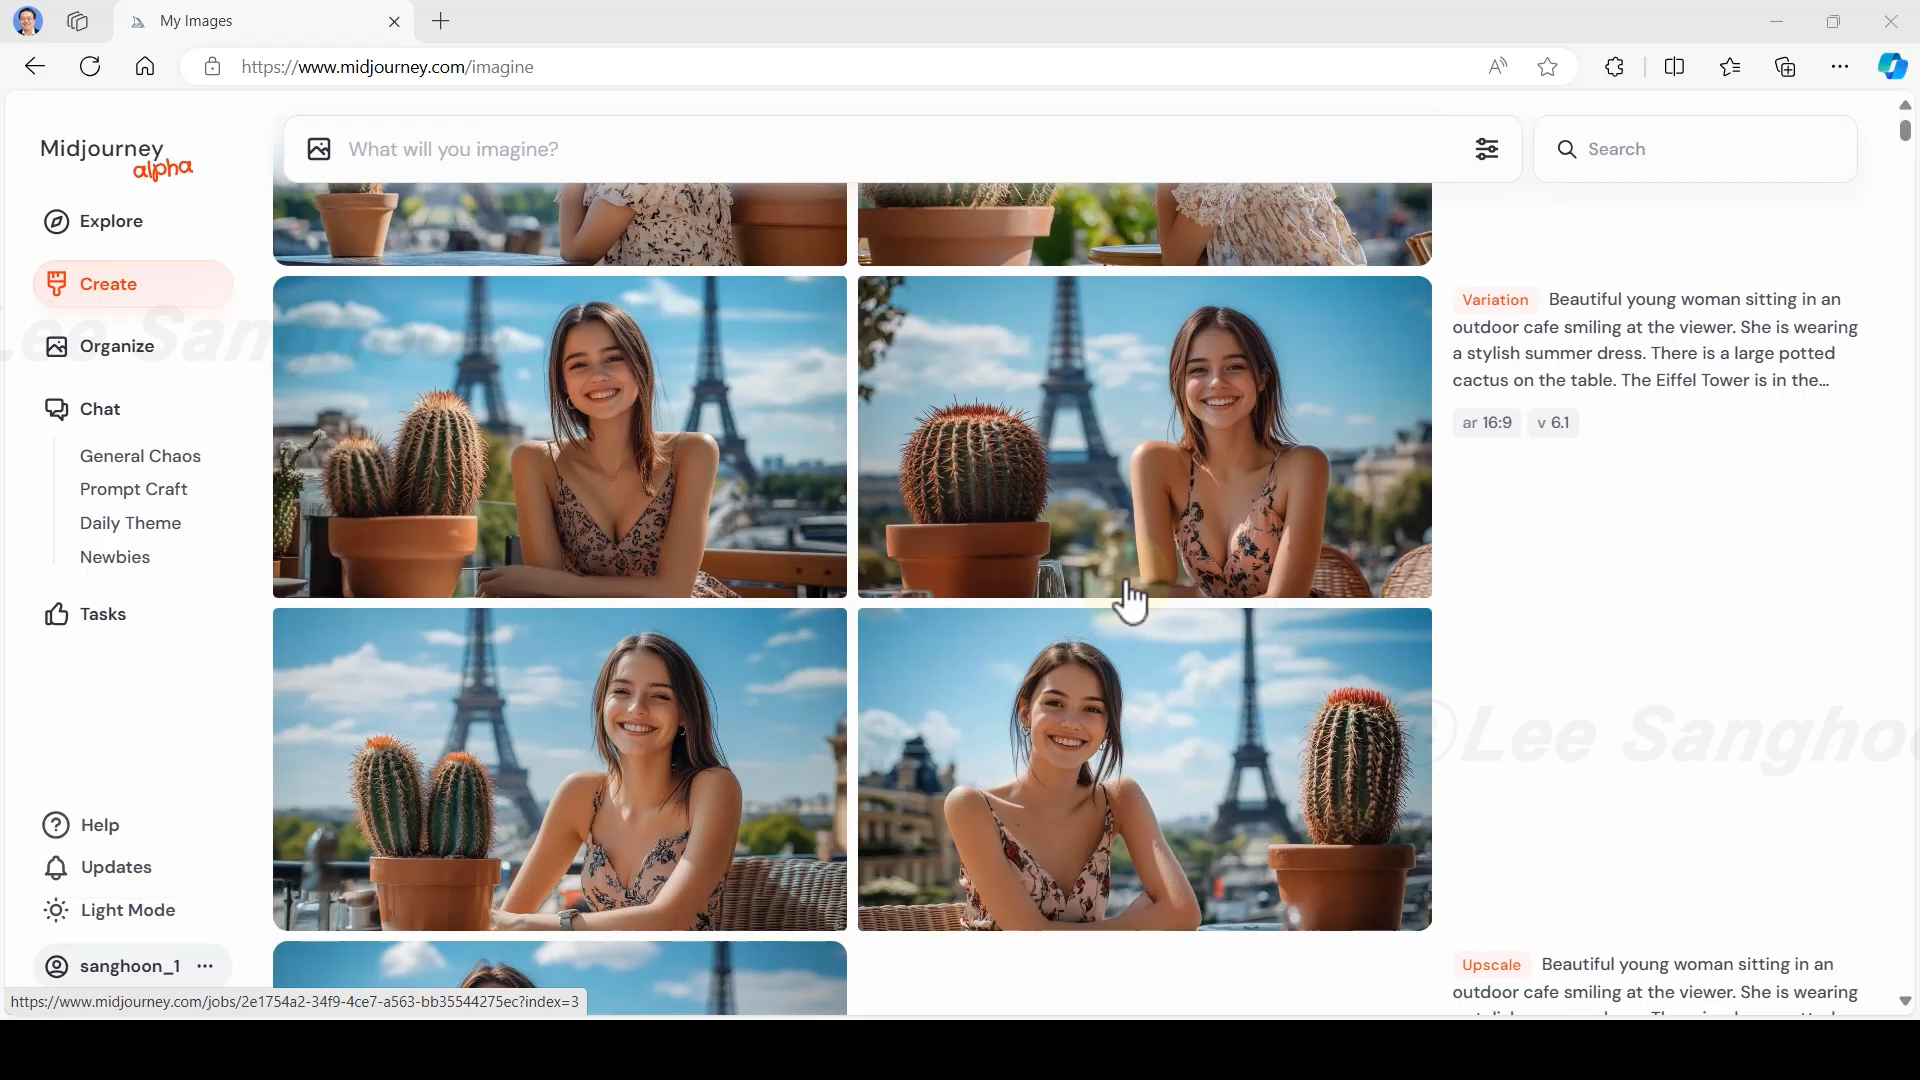 My Images
https://www.midjourney.com/imagine
Midjourney
alpha
What will you imagine?
Search
Explore
Create
Lee Sanghoon
Organize
Chat
General Chaos
Prompt Craft
Daily Theme
Newbies
Tasks
Variation Beautiful young woman sitting in an
outdoor cafe smiling at the viewer. She is wearing
a stylish summer dress. There is a large potted
cactus on the table. The Eiffel Tower is in the...
ar 16:9 v 6.1
©Lee Sangho
Help
Updates
Light Mode
sanghoon_1
Upscale Beautiful young woman sitting in an
outdoor cafe smiling at the viewer. She is wearing
https://www.midjourney.com/jobs/2e1754a2-34f9-4ce7-a563-bb35544275ec?index=3